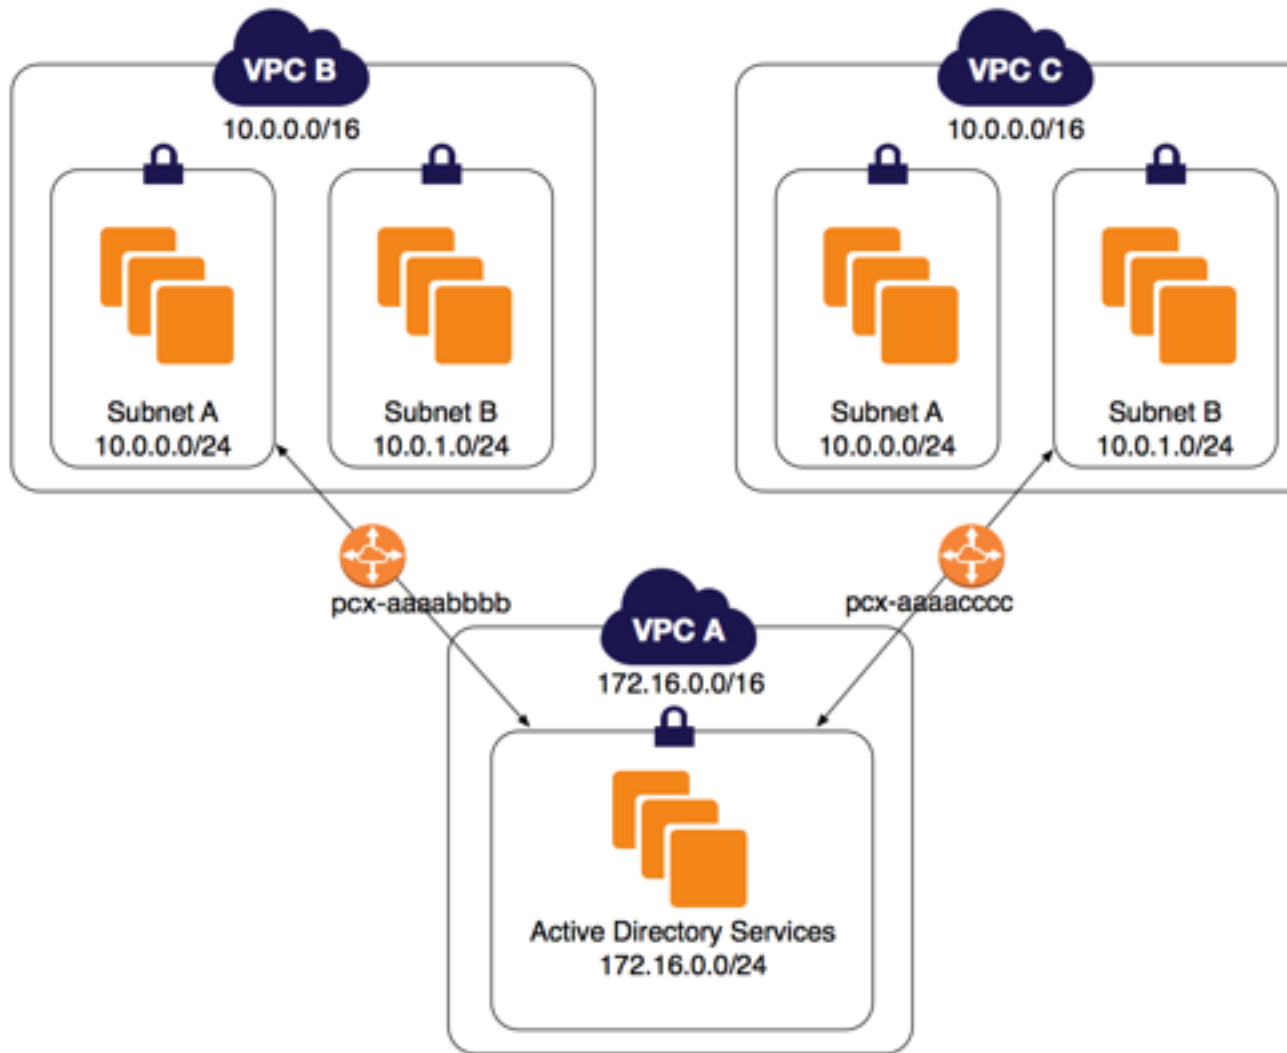 VPC B
10.0.0.0/16
Subnet A
10.0.0.0/24
Subnet B
10.0.1.0/24
VPC C
10.0.0.0/16
Subnet A
10.0.0.0/24
Subnet B
10.0.1.0/24
pcx-aaaabbbb
pcx-aaaacccc
VPC A
172.16.0.0/16
Active Directory Services
172.16.0.0/24